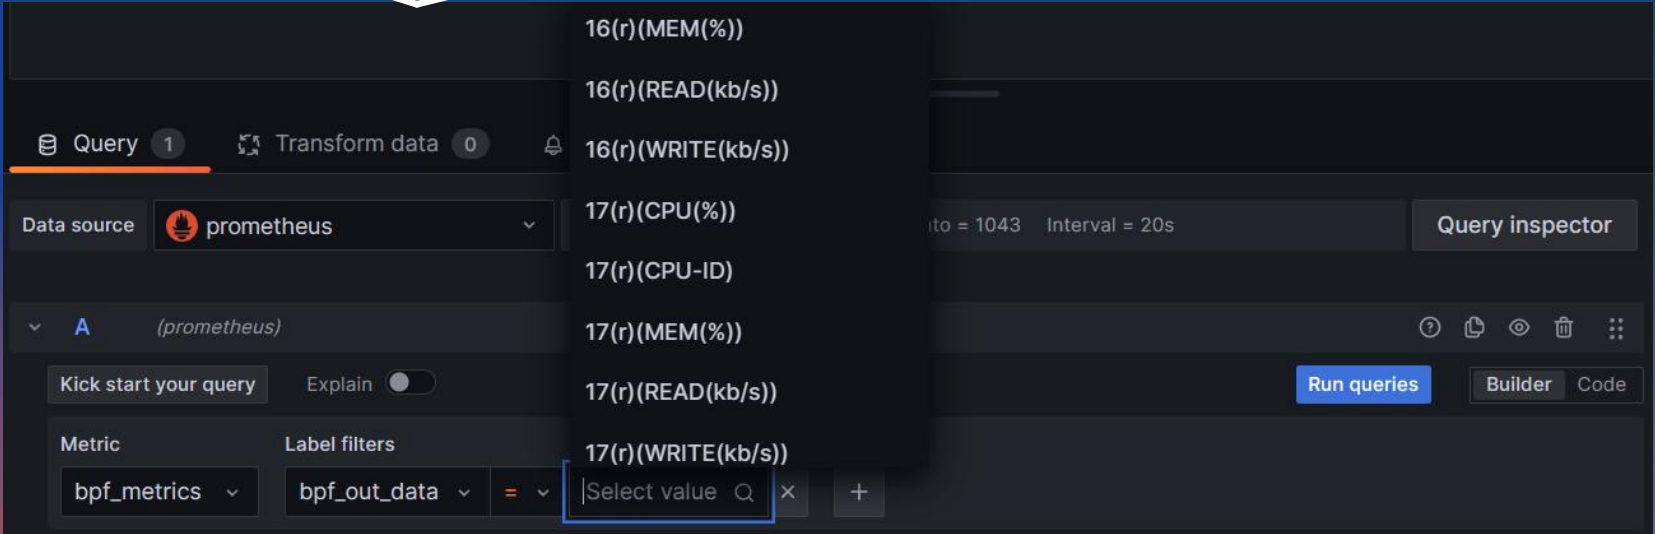 16(r)(MEM(%))
16(r)(READ(kb/s))
Query 1 Transform data 0
16(r)(WRITE(kb/s))
17(r)(CPU(%))
Data source prometheus = 1043 Interval = 20s Query inspector
17(r)(CPU-ID)
A (prometheus)
17(r)(MEM(%))
Kick start your query Explain Run queries Builder Code
17(r)(READ(kb/s))
Metric Label filters
17(r)(WRITE(kb/s))
bpf_metrics bpf_out_data = Select value